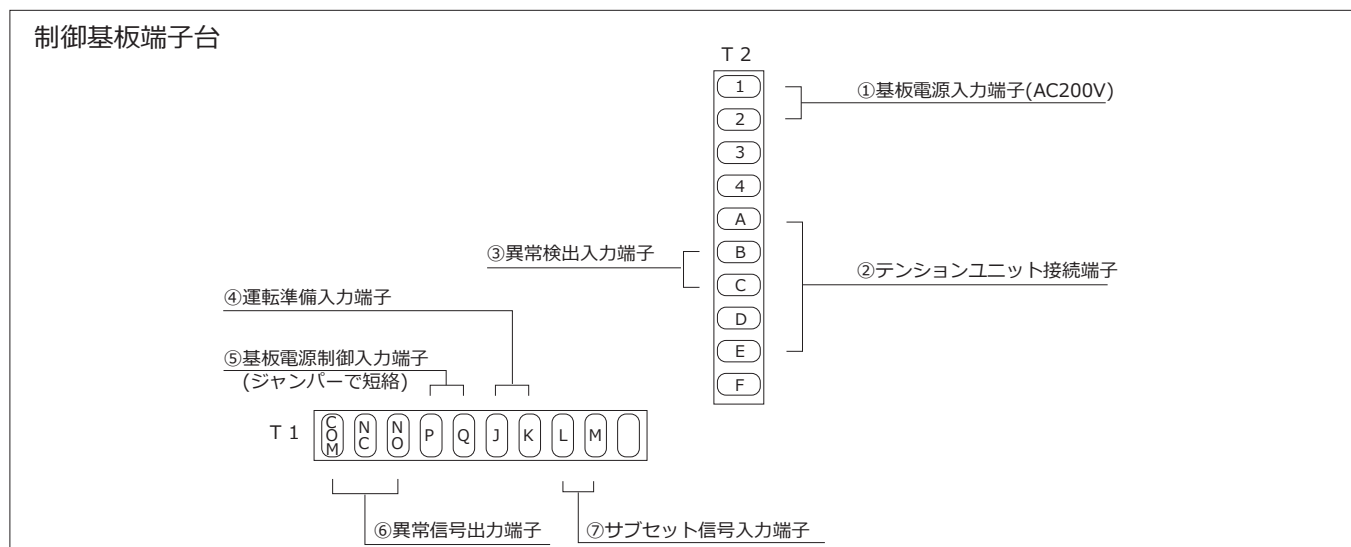 制御基板端子台
T 2
1
①基板電源入力端子(AC200V)
2
3
4
A
③異常検出入力端子
B
②テンションユニット接続端子
C
④運転準備入力端子
D
E
⑤基板電源制御入力端子
(ジャンパーで短絡)
F
T 1
COM
NC
NO
P
Q
J
K
L
M
⑥異常信号出力端子
⑦サブセット信号入力端子